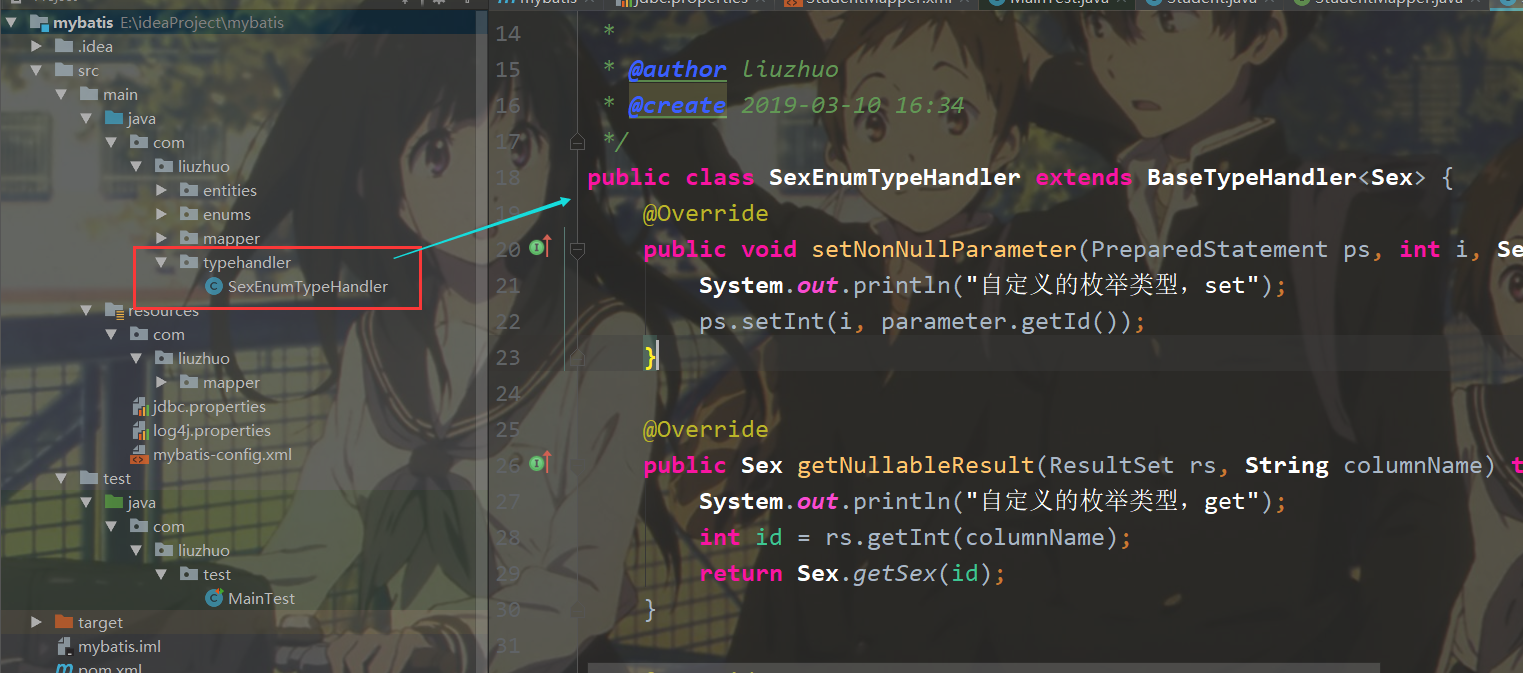 mybatis E:\ideaProject\mybatis
.idea
src
main
java
com
liuzhuo
entities
enums
mapper
typehandler
SexEnumTypeHandler
resources
com
liuzhuo
mapper
jdbc.properties
log4j.properties
mybatis-config.xml
test
java
com
liuzhuo
test
MainTest
target
mybatis.iml
pom.xml
mybatis jdbc.properties StudentMapper.xml MainTest.java Student.java StudentMapper.java
14 *
15 * @author liuzhuo
16 * @create 2019-03-10 16:34
17 */
18 public class SexEnumTypeHandler extends BaseTypeHandler<Sex> {
19 @Override
20 public void setNonNullParameter(PreparedStatement ps, int i, Se
21 System.out.println("自定义的枚举类型，set");
22 ps.setInt(i, parameter.getId());
23 }
24
25 @Override
26 public Sex getNullableResult(ResultSet rs, String columnName) t
27 System.out.println("自定义的枚举类型，get");
28 int id = rs.getInt(columnName);
29 return Sex.getSex(id);
30 }
31